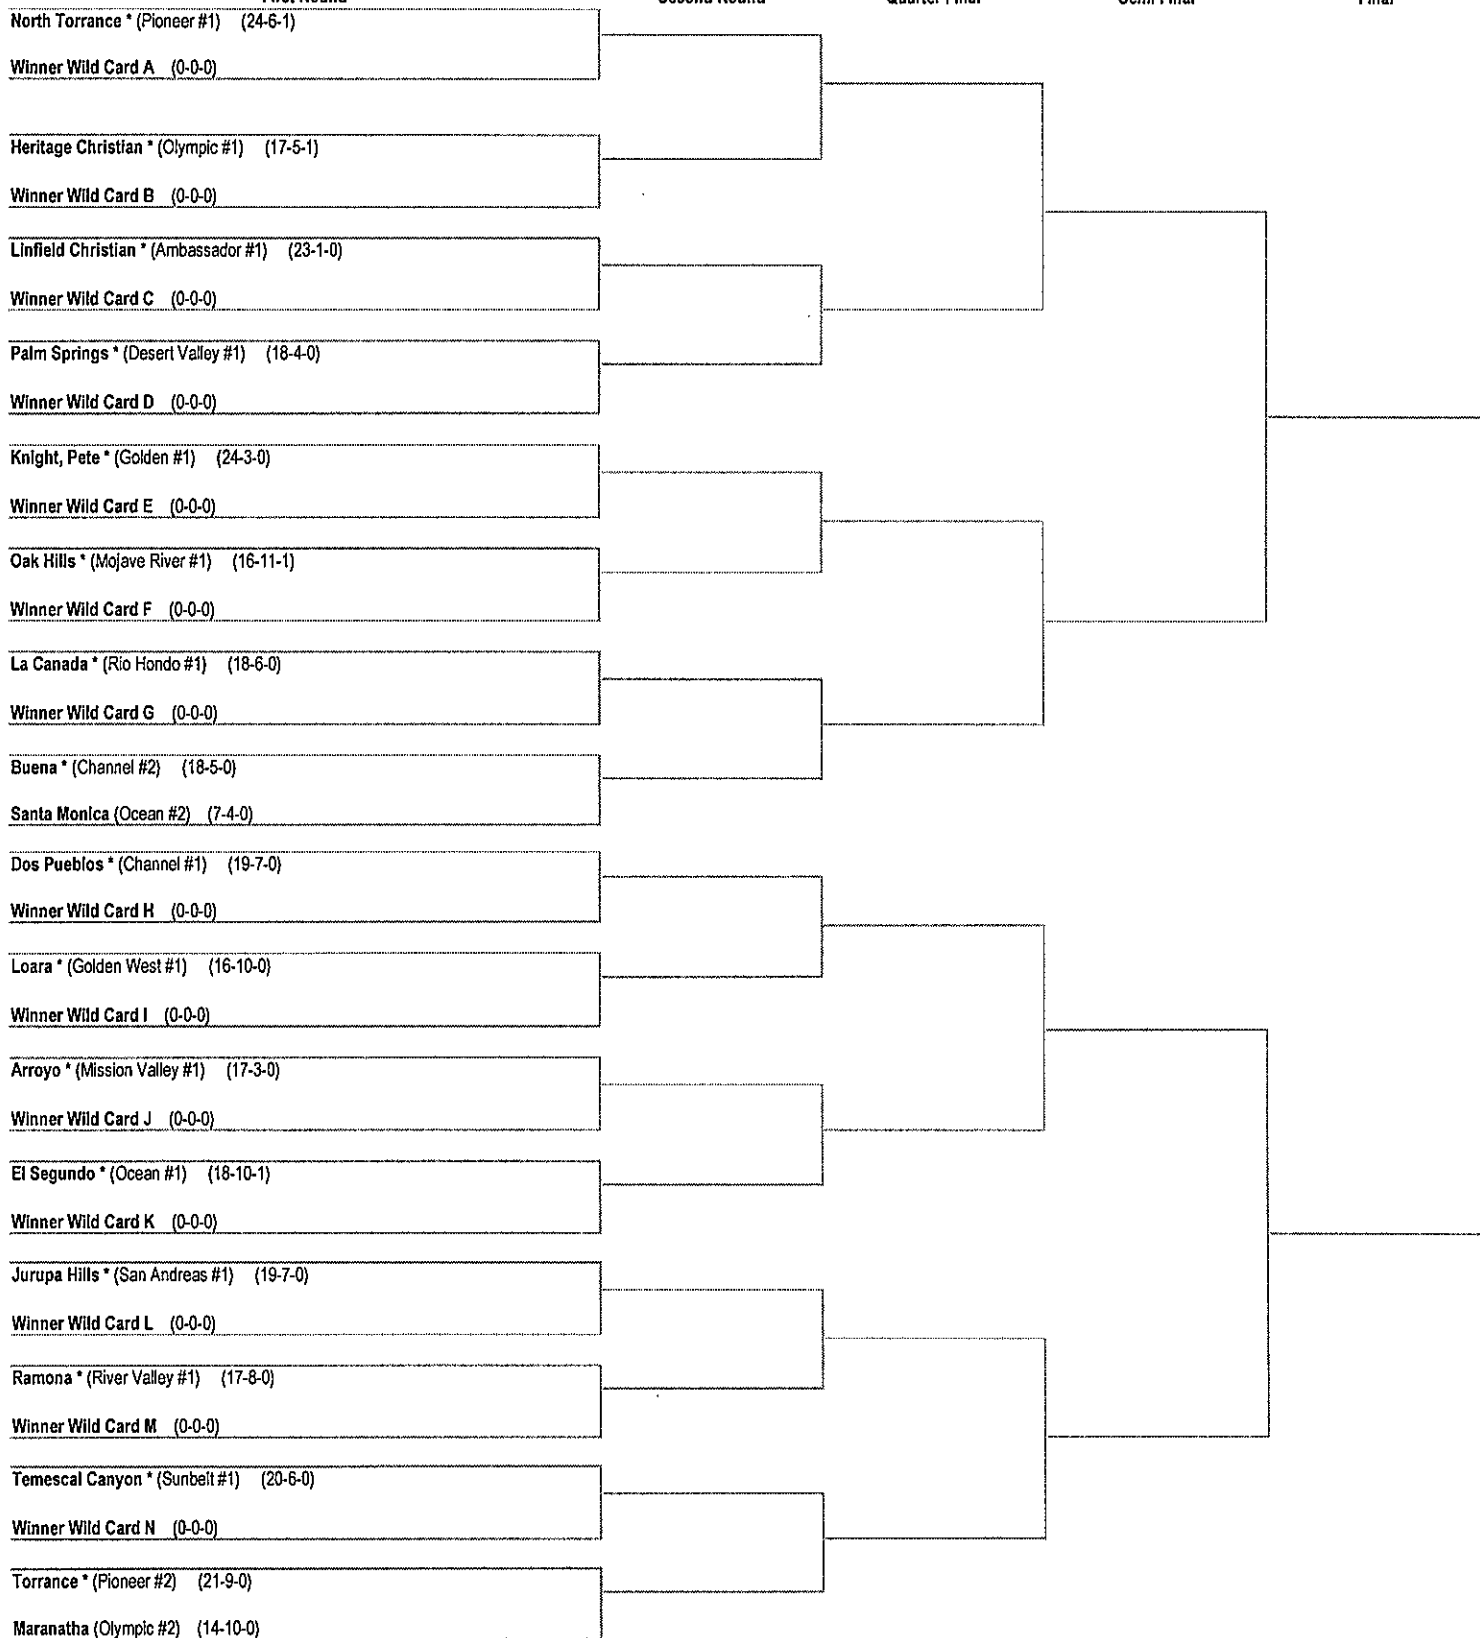 First Round Second Round Quarter Final Semi Final Final
North Torrance * (Pioneer #1) (24-6-1)
Winner Wild Card A (0-0-0)
Heritage Christian * (Olympic #1) (17-5-1)
Winner Wild Card B (0-0-0)
Linfield Christian * (Ambassador #1) (23-1-0)
Winner Wild Card C (0-0-0)
Palm Springs * (Desert Valley #1) (18-4-0)
Winner Wild Card D (0-0-0)
Knight, Pete * (Golden #1) (24-3-0)
Winner Wild Card E (0-0-0)
Oak Hills * (Mojave River #1) (16-11-1)
Winner Wild Card F (0-0-0)
La Canada * (Rio Hondo #1) (18-6-0)
Winner Wild Card G (0-0-0)
Buena * (Channel #2) (18-5-0)
Santa Monica (Ocean #2) (7-4-0)
Dos Pueblos * (Channel #1) (19-7-0)
Winner Wild Card H (0-0-0)
Loara * (Golden West #1) (16-10-0)
Winner Wild Card I (0-0-0)
Arroyo * (Mission Valley #1) (17-3-0)
Winner Wild Card J (0-0-0)
El Segundo * (Ocean #1) (18-10-1)
Winner Wild Card K (0-0-0)
Jurupa Hills * (San Andreas #1) (19-7-0)
Winner Wild Card L (0-0-0)
Ramona * (River Valley #1) (17-8-0)
Winner Wild Card M (0-0-0)
Temescal Canyon * (Sunbelt #1) (20-6-0)
Winner Wild Card N (0-0-0)
Torrance * (Pioneer #2) (21-9-0)
Maranatha (Olympic #2) (14-10-0)